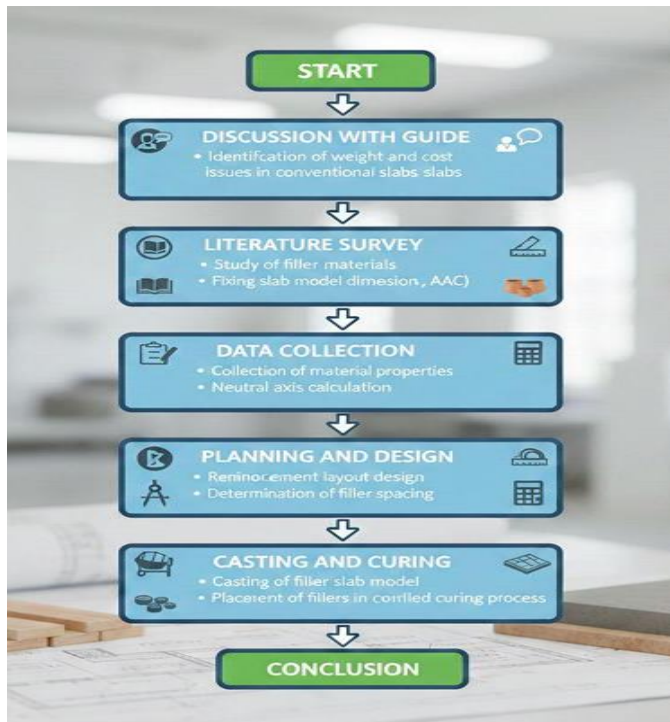 START
DISCUSSION WITH GUIDE
• Identification of weight and cost
issues in conventional slabs slabs
LITERATURE SURVEY
• Study of filler materials
• Fixing slab model dimesion, AAC)
DATA COLLECTION
• Collection of material properties
• Neutral axis calculation
PLANNING AND DESIGN
• Reminocement layout design
• Determination of filler spacing
CASTING AND CURING
• Casting of filler slab model
• Placement of fillers in curing process
CONCLUSION